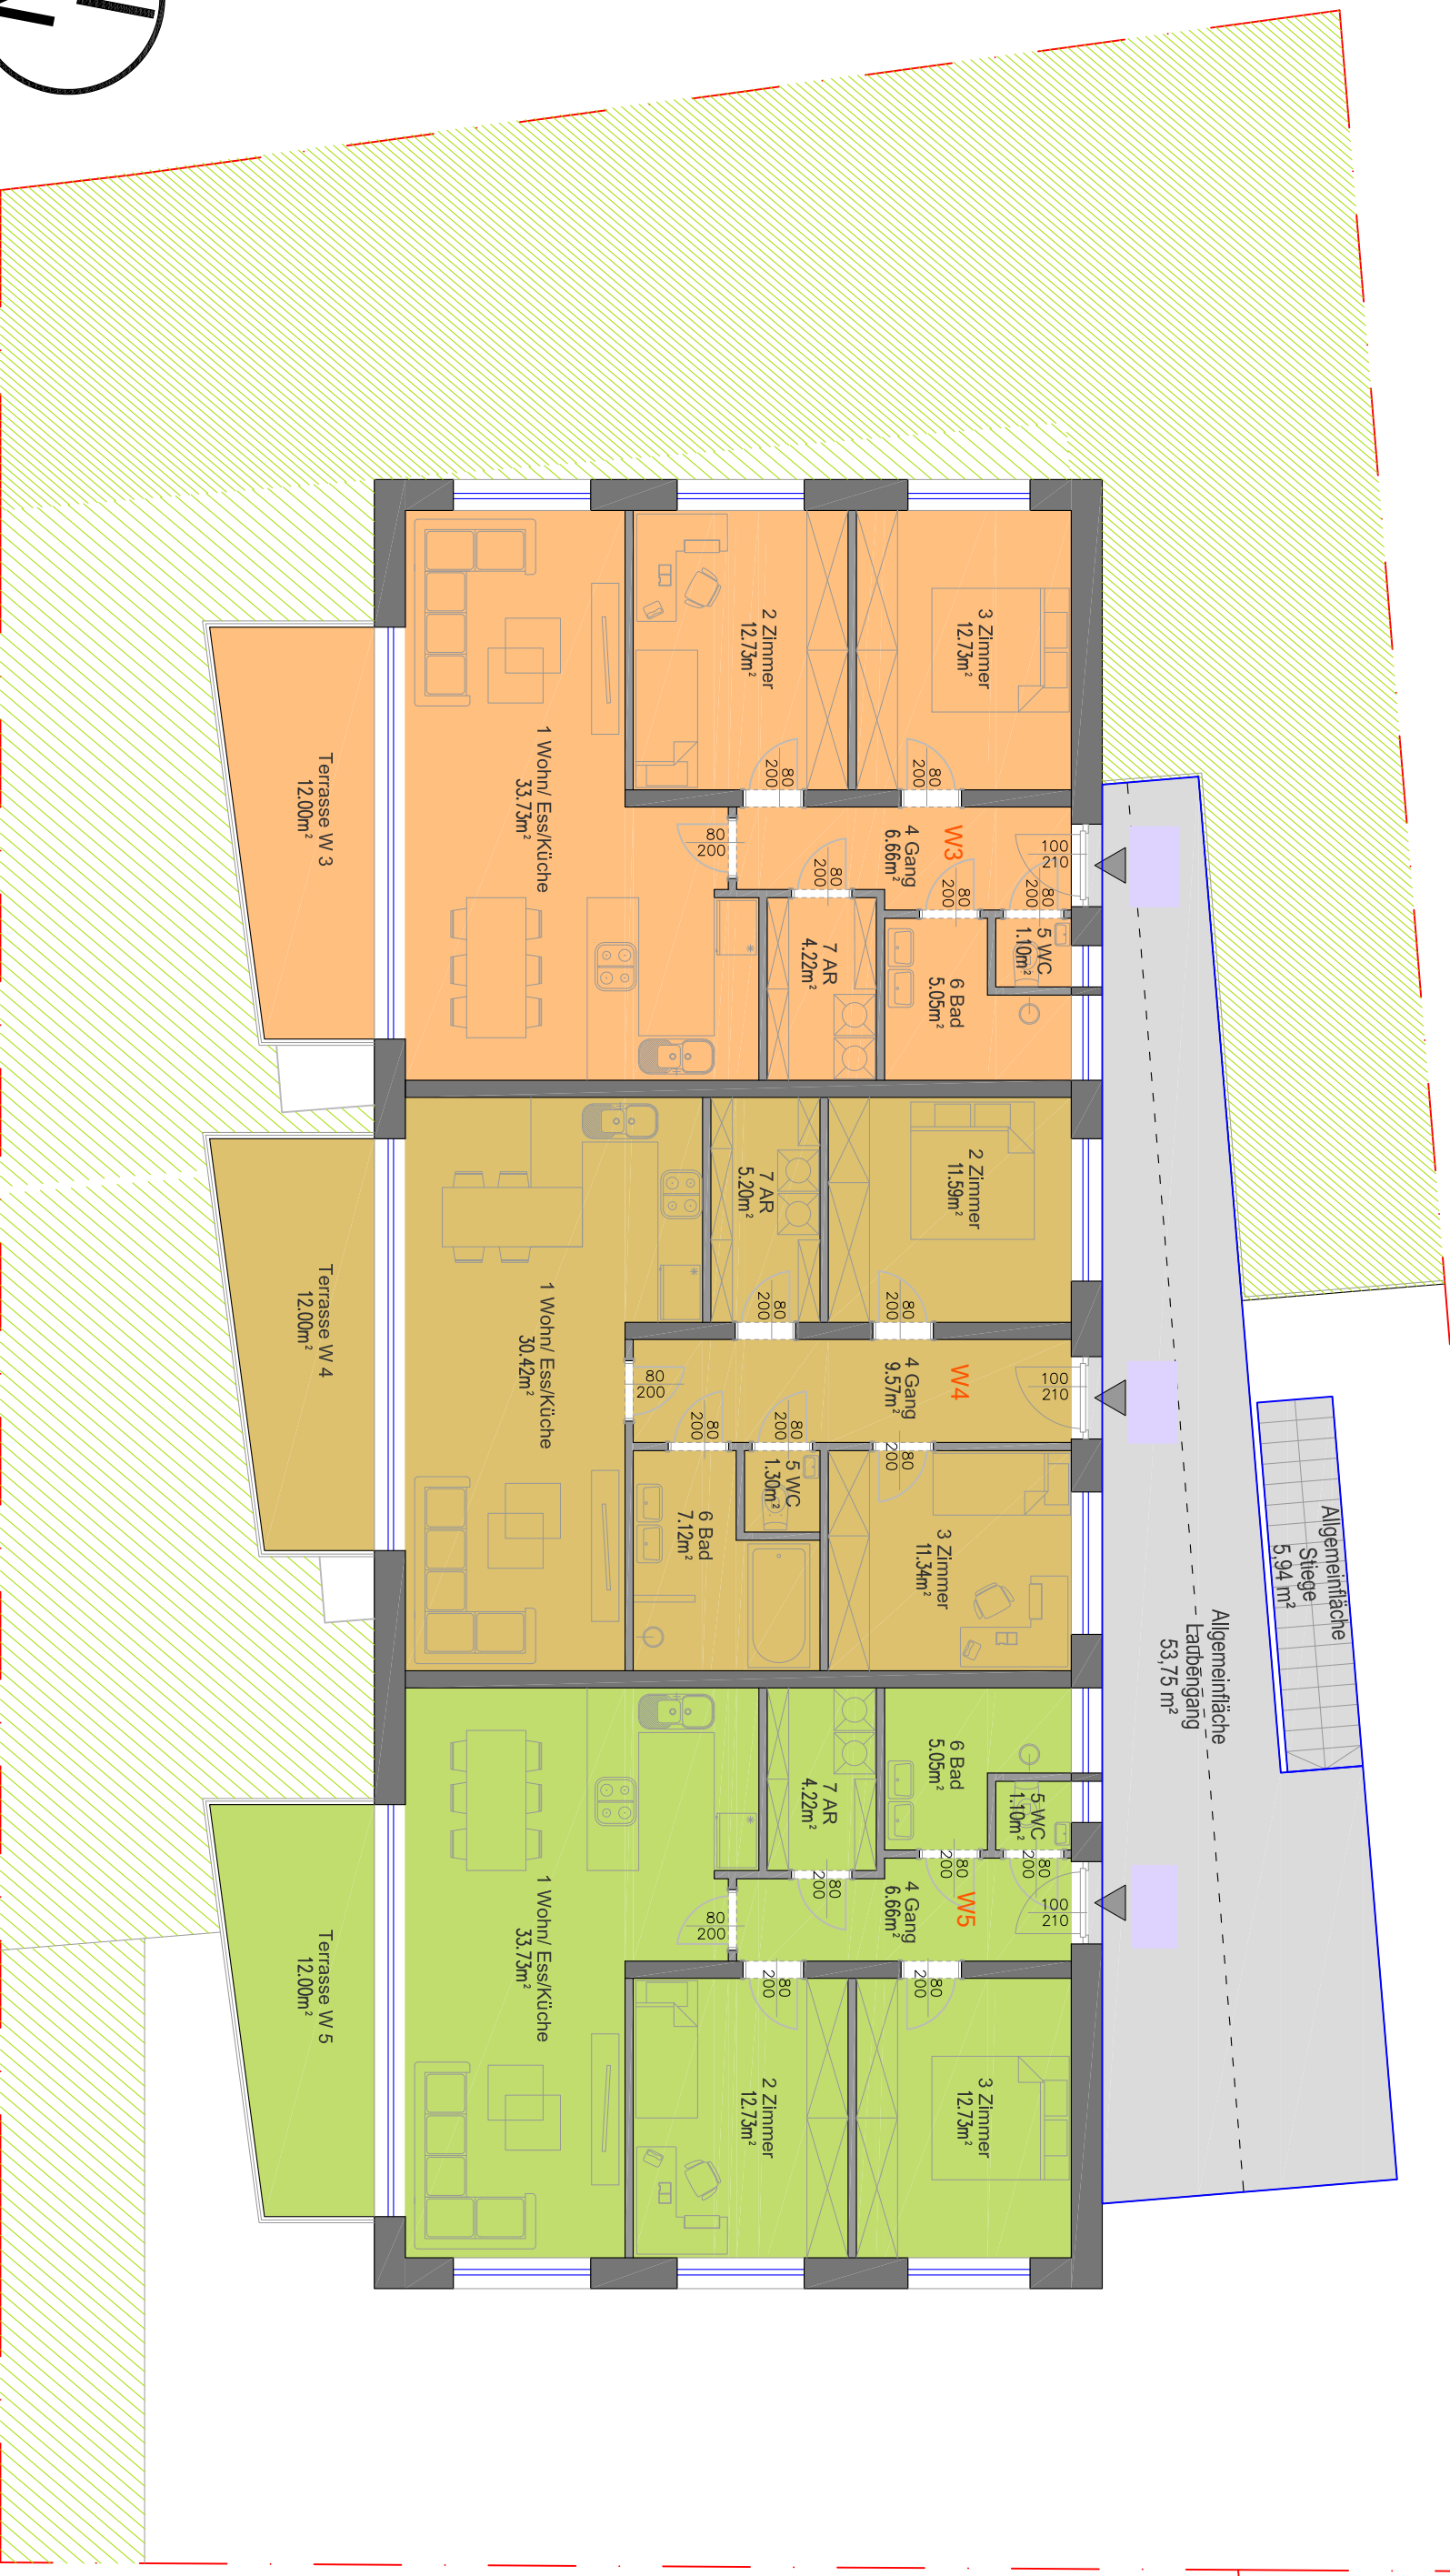 3 Zimmer
12.73m²
2 Zimmer
12.73m²
1 Wohn/ Ess/Küche
33.73m²
Terrasse W 3
12.00m²
W3
4 Gang
6.66m²
5 WC
1.10m²
6 Bad
5.05m²
7 AR
4.22m²
100
210
80
200
80
200
80
200
80
200
80
200
80
200
2 Zimmer
11.59m²
7 AR
5.20m²
1 Wohn/ Ess/Küche
30.42m²
Terrasse W 4
12.00m²
W4
4 Gang
9.57m²
5 WC
1.30m²
6 Bad
7.12m²
3 Zimmer
11.34m²
100
210
80
200
80
200
80
200
80
200
80
200
80
200
6 Bad
5.05m²
5 WC
1.10m²
7 AR
4.22m²
W5
4 Gang
6.66m²
1 Wohn/ Ess/Küche
33.73m²
Terrasse W 5
12.00m²
2 Zimmer
12.73m²
3 Zimmer
12.73m²
100
210
80
200
80
200
80
200
80
200
80
200
80
200
Allgemeinfläche
Stiege
5,94 m²
Allgemeinfläche
Laubengang
53,75 m²